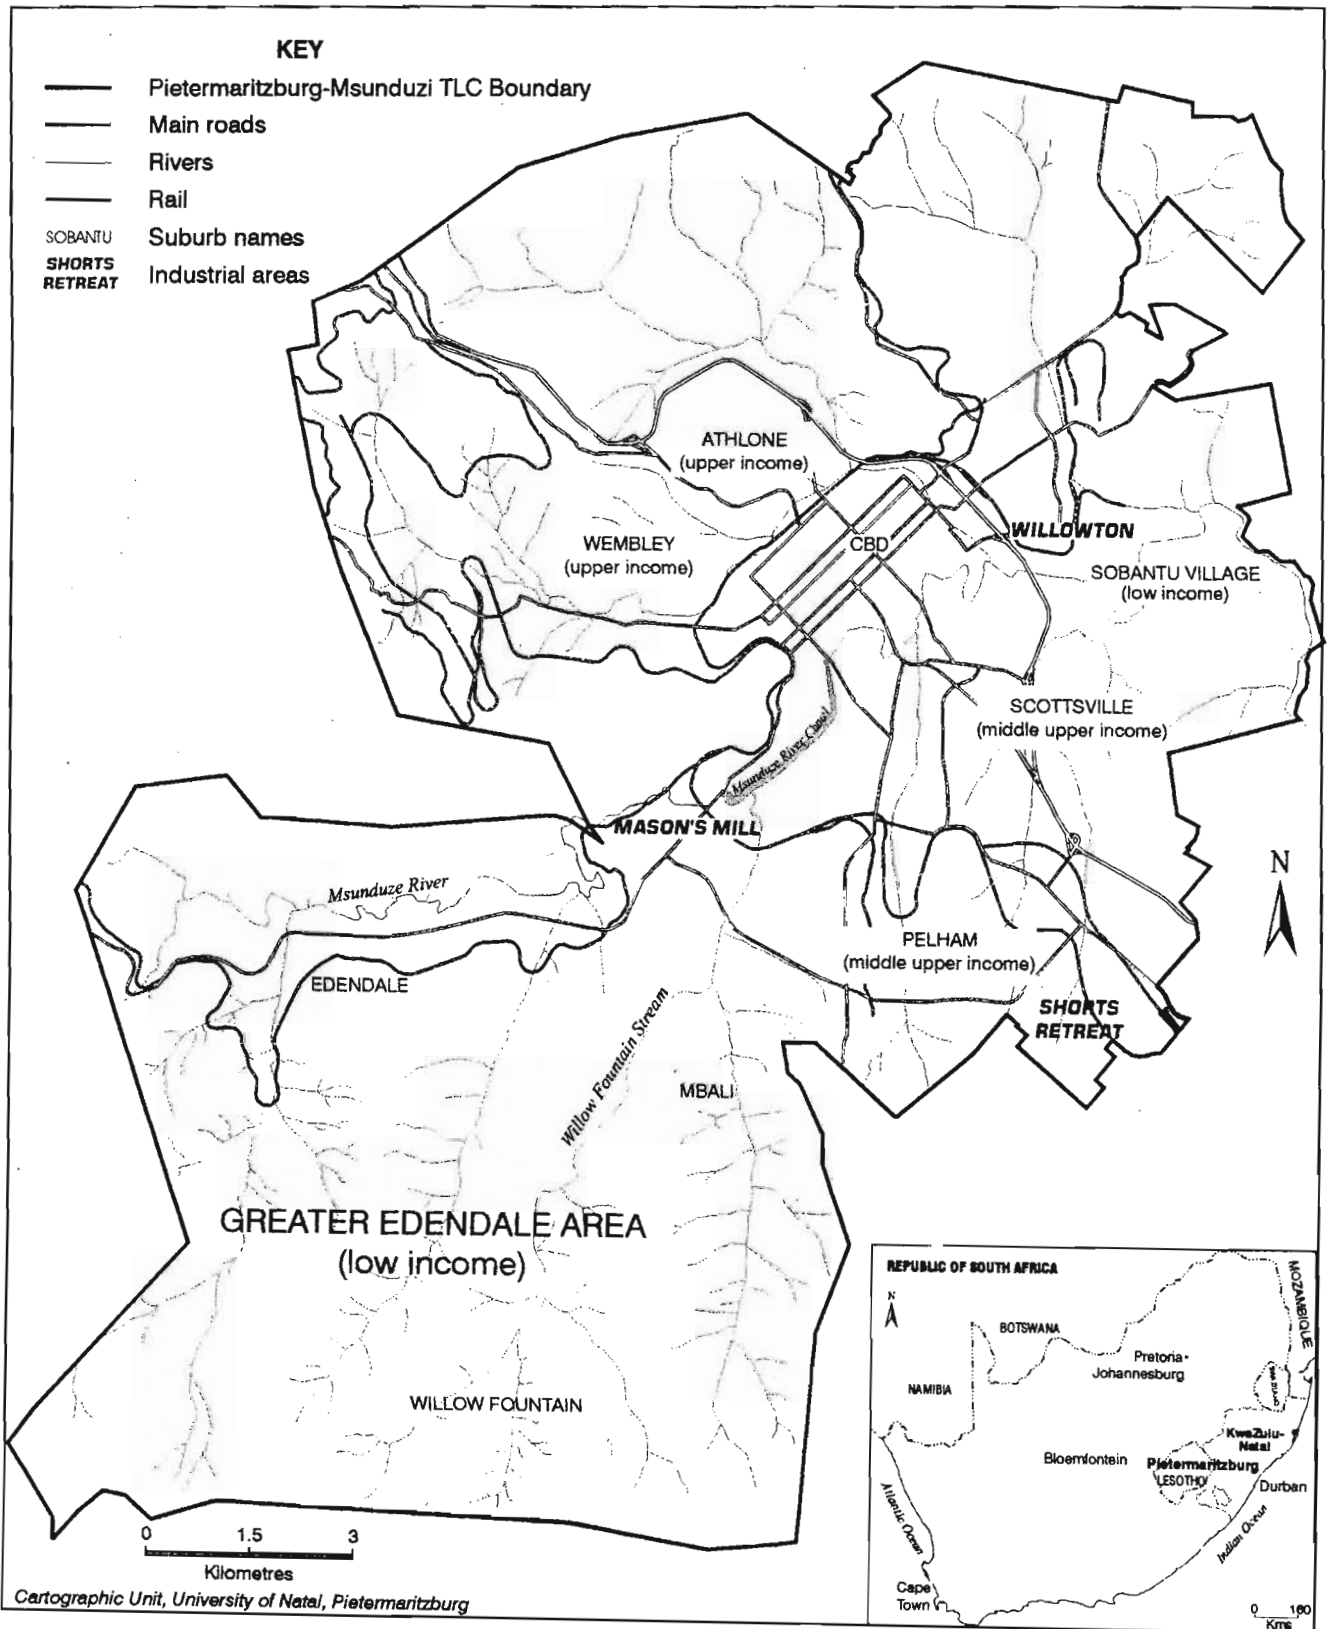 KEY
Pietermaritzburg-Msunduzi TLC Boundary
Main roads
Rivers
Rail
SOBANTU Suburb names
SHORTS
RETREAT
Industrial areas
ATHLONE
(upper income)
WEMBLEY
(upper income)
CBD
WILLOWTON
SOBANTU VILLAGE
(low income)
SCOTTSVILLE
(middle upper income)
Msunduze River Canal
MASON'S MILL
Msunduze River
N
PELHAM
(middle upper income)
EDENDALE
SHORTS
RETREAT
Willow Fountain Stream
MBALI
GREATER EDENDALE AREA
(low income)
WILLOW FOUNTAIN
0 1.5 3
Kilometres
Cartographic Unit, University of Natal, Pietermaritzburg
REPUBLIC OF SOUTH AFRICA
N
MOZAMBIQUE
BOTSWANA
Pretoria
Johannesburg
NAMIBIA
KwaZulu-
Natal
Bloemfontein
Pietermaritzburg
LESOTHO
Durban
Atlantic Ocean
Indian Ocean
Cape
Town
0 160
Kms